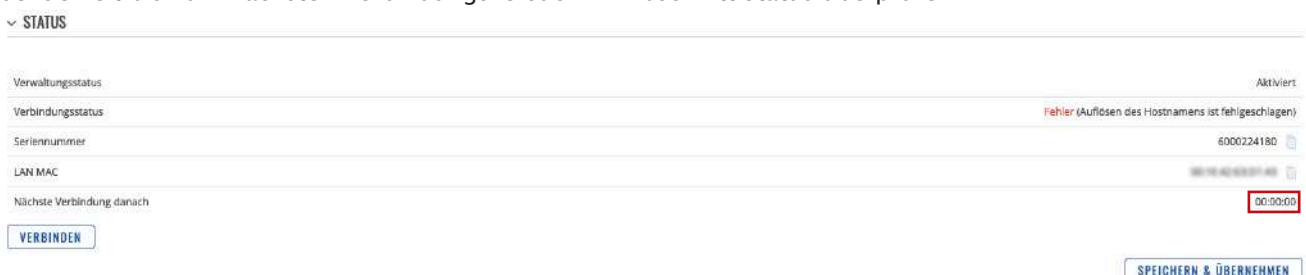 STATUS
Verwaltungsstatus Aktiviert
Verbindungsstatus Fehler (Auflösen des Hostnamens ist fehlgeschlagen)
Seriennummer 6000224180
LAN MAC
Nächste Verbindung danach 00:00:00
VERBINDEN
SPEICHERN & ÜBERNEHMEN